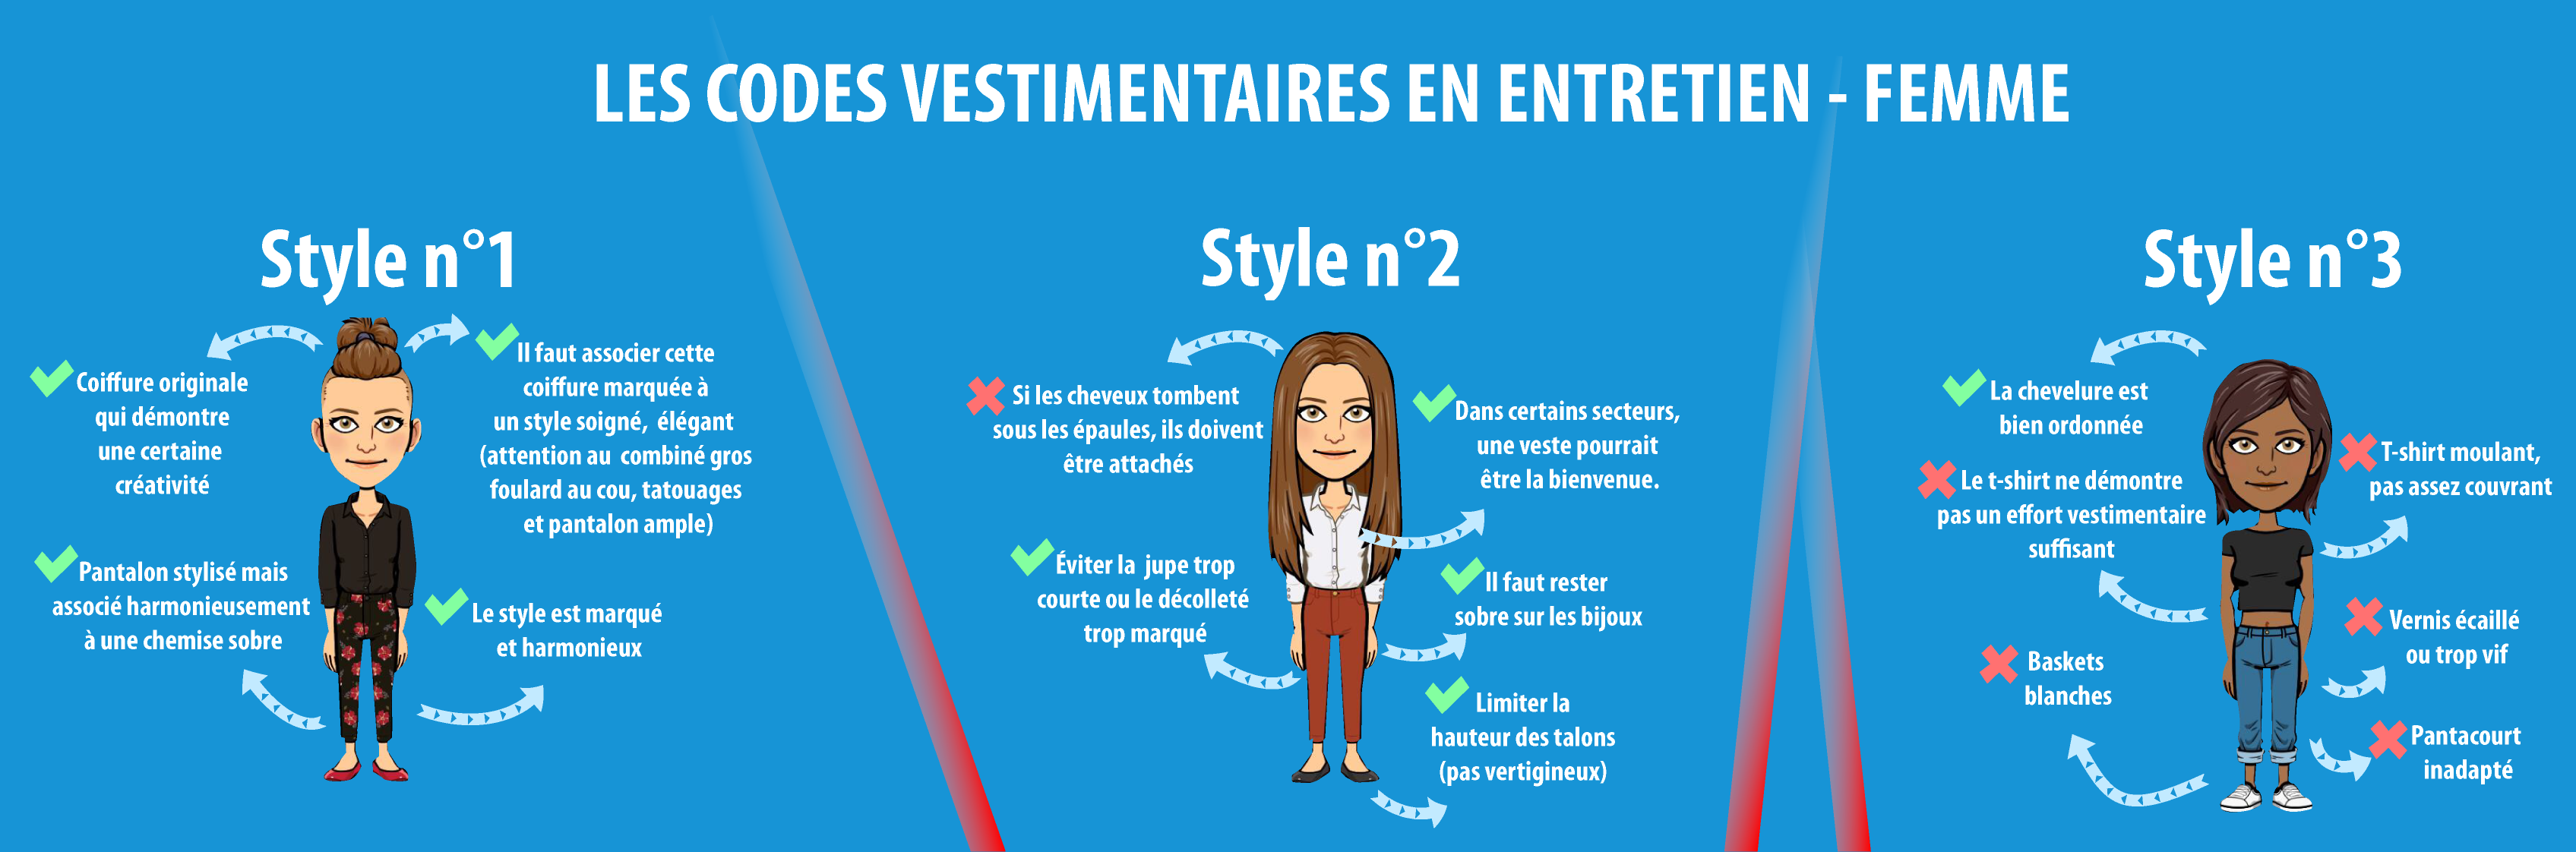 LES CODES VESTIMENTAIRES EN ENTRETIEN - FEMME
Style n°1
Coiffure originale
qui démontre
une certaine
créativité
Il faut associer cette
coiffure marquée à
un style soigné, élégant
(attention au combiné gros
foulard au cou, tatouages
et pantalon ample)
Pantalon stylisé mais
associé harmonieusement
à une chemise sobre
Le style est marqué
et harmonieux
Style n°2
Si les cheveux tombent
sous les épaules, ils doivent
être attachés
Dans certains secteurs,
une veste pourrait
être la bienvenue.
Éviter la jupe trop
courte ou le décolleté
trop marqué
Il faut rester
sobre sur les bijoux
Limiter la
hauteur des talons
(pas vertigineux)
Style n°3
La chevelure est
bien ordonnée
T-shirt moulant,
pas assez couvrant
Le t-shirt ne démontre
pas un effort vestimentaire
suffisant
Vernis écaillé
ou trop vif
Baskets
blanches
Pantacourt
inadapté